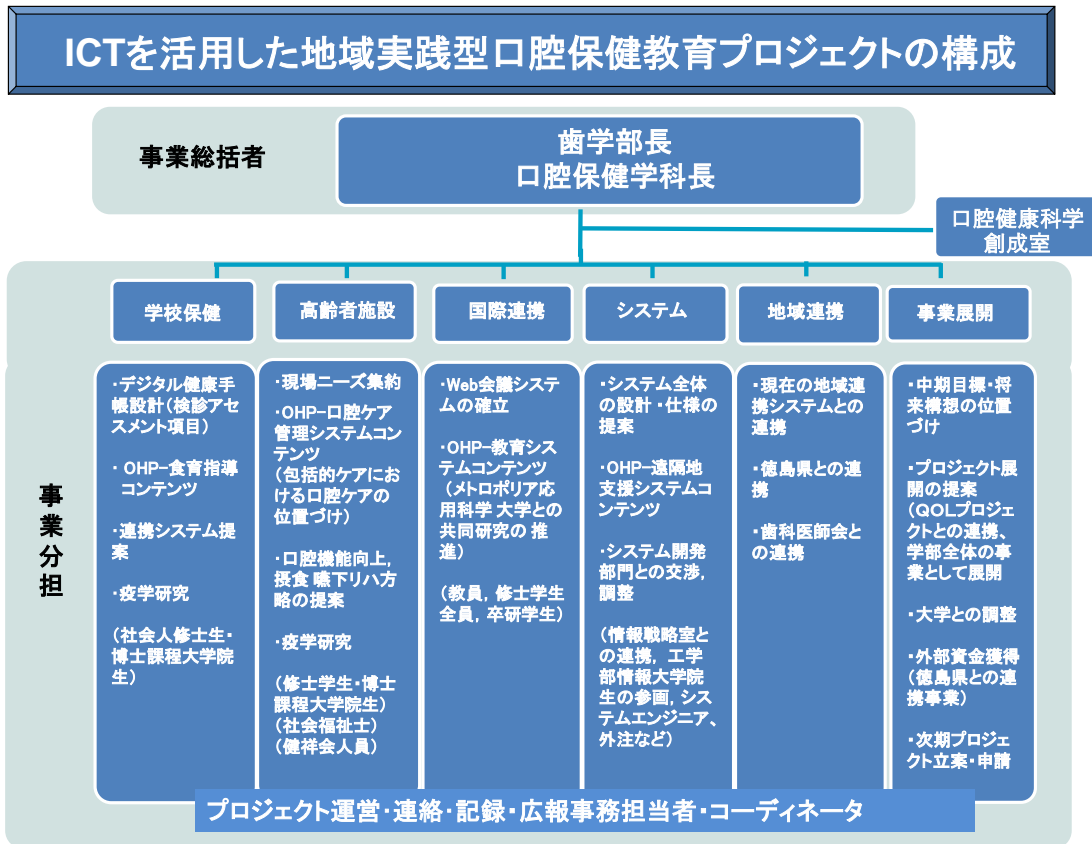 ICTを活用した地域実践型口腔保健教育プロジェクトの構成
事業総括者
歯学部長
口腔保健学科長
口腔健康科学
創成室
事業分担
学校保健
高齢者施設
国際連携
システム
地域連携
事業展開
・デジタル健康手
帳設計(検診アセ
スメント項目)
・OHP-食育指導
コンテンツ
・連携システム提
案
・疫学研究
(社会人修士生・
博士課程大学院
生)
・現場ニーズ集約
・OHP-口腔ケア
管理システムコン
テンツ
(包括的ケアにお
ける口腔ケアの
位置づけ)
・口腔機能向上,
摂食 嚥下リハ方
略の提案
・疫学研究
(修士学生・博士
課程大学院生)
(社会福祉士)
(健祥会人員)
・Web会議システ
ムの確立
・OHP-教育シス
テムコンテンツ
(メトロポリア応
用科学 大学との
共同研究の 推
進)
(教員, 修士学生
全員, 卒研学生)
・システム全体
の設計・仕様の
提案
・OHP-遠隔地
支援システムコ
ンテンツ
・システム開発
部門との交渉,
調整
(情報戦略室と
の連携, 工学
部情報大学院
生の参画, シス
テムエンジニア、
外注など)
・現在の地域連
携システムとの
連携
・徳島県との連
携
・歯科医師会と
の連携
・中期目標・将
来構想の位置
づけ
・プロジェクト展
開の提案
(QOLプロジェ
クトとの連携、
学部全体の事
業として展開
・大学との調整
・外部資金獲得
(徳島県との連
携事業)
・次期プロジェ
クト立案・申請
プロジェクト運営・連絡・記録・広報事務担当者・コーディネータ